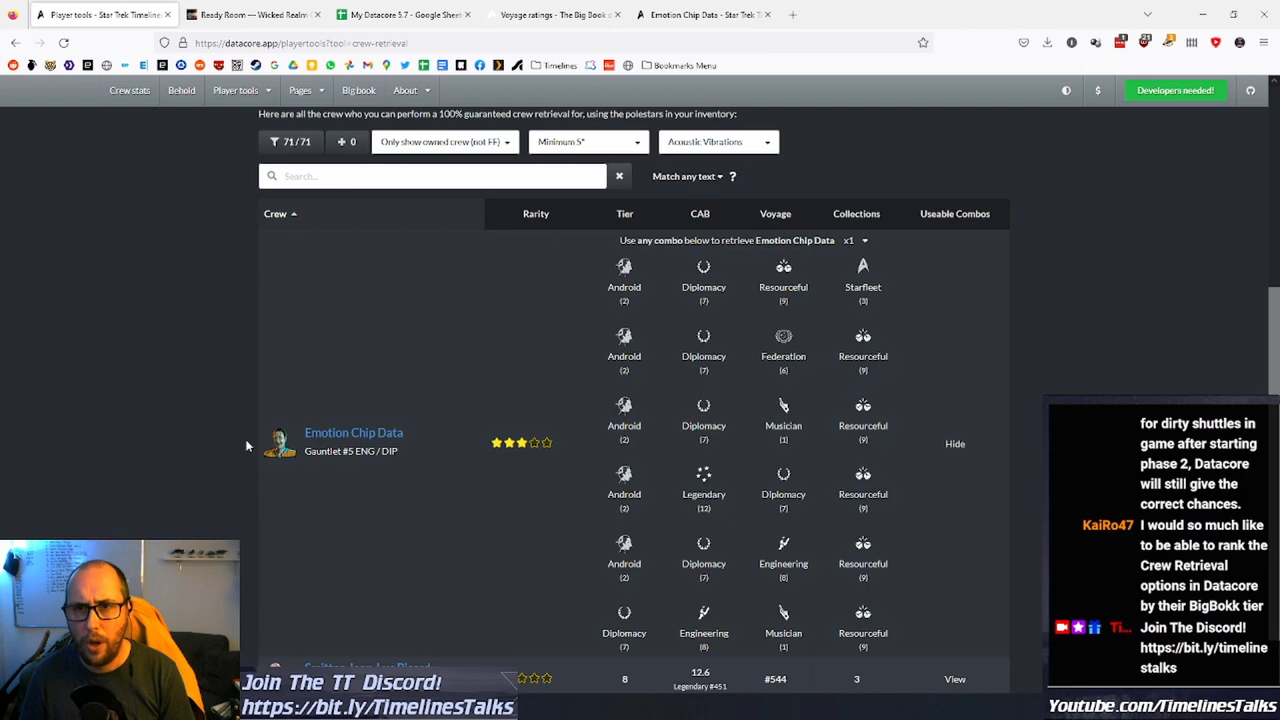 Player tools - Star Trek Timeline
Ready Room — Wicked Realm
My Datacore 5.7 - Google Sheet
Voyage ratings - The Big Book o
Emotion Chip Data - Star Trek Ti
https://datacore.app/playertools?tool=crew-retrieval
Timelines
Bookmarks Menu
Crew stats
Behold
Player tools
Pages
Big book
About
$
Developers needed!
Here are all the crew who you can perform a 100% guaranteed crew retrieval for, using the polestars in your inventory:
71/71
0
Only show owned crew (not FF)
Minimum 5*
Acoustic Vibrations
Search...
Match any text
?
Crew
Rarity
Tier
CAB
Voyage
Collections
Useable Combos
Use any combo below to retrieve Emotion Chip Data x1
Android Diplomacy Resourceful Starfleet
(2) (7) (9) (3)
Android Diplomacy Federation Resourceful
(2) (7) (6) (9)
Android Diplomacy Musician Resourceful
(2) (7) (1) (9)
Emotion Chip Data
Gauntlet #5 ENG / DIP
Hide
Android Legendary Diplomacy Resourceful
(2) (12) (7) (9)
Android Diplomacy Engineering Resourceful
(2) (7) (8) (9)
Diplomacy Engineering Musician Resourceful
(7) (8) (1) (9)
Smitten Jean-Luc Picard
8
12.6
Legendary #451
#544
3
View
for dirty shuttles in
game after starting
phase 2, Datacore
will still give the
correct chances.
KaiRo47 I would so much like
to be able to rank the
Crew Retrieval
options in Datacore
by their BigBokk tier
Ti... Join The Discord!
https://bit.ly/timeline
stalks
Join The TT Discord!
https://bit.ly/TimelinesTalks
Youtube.com/TimelinesTalks